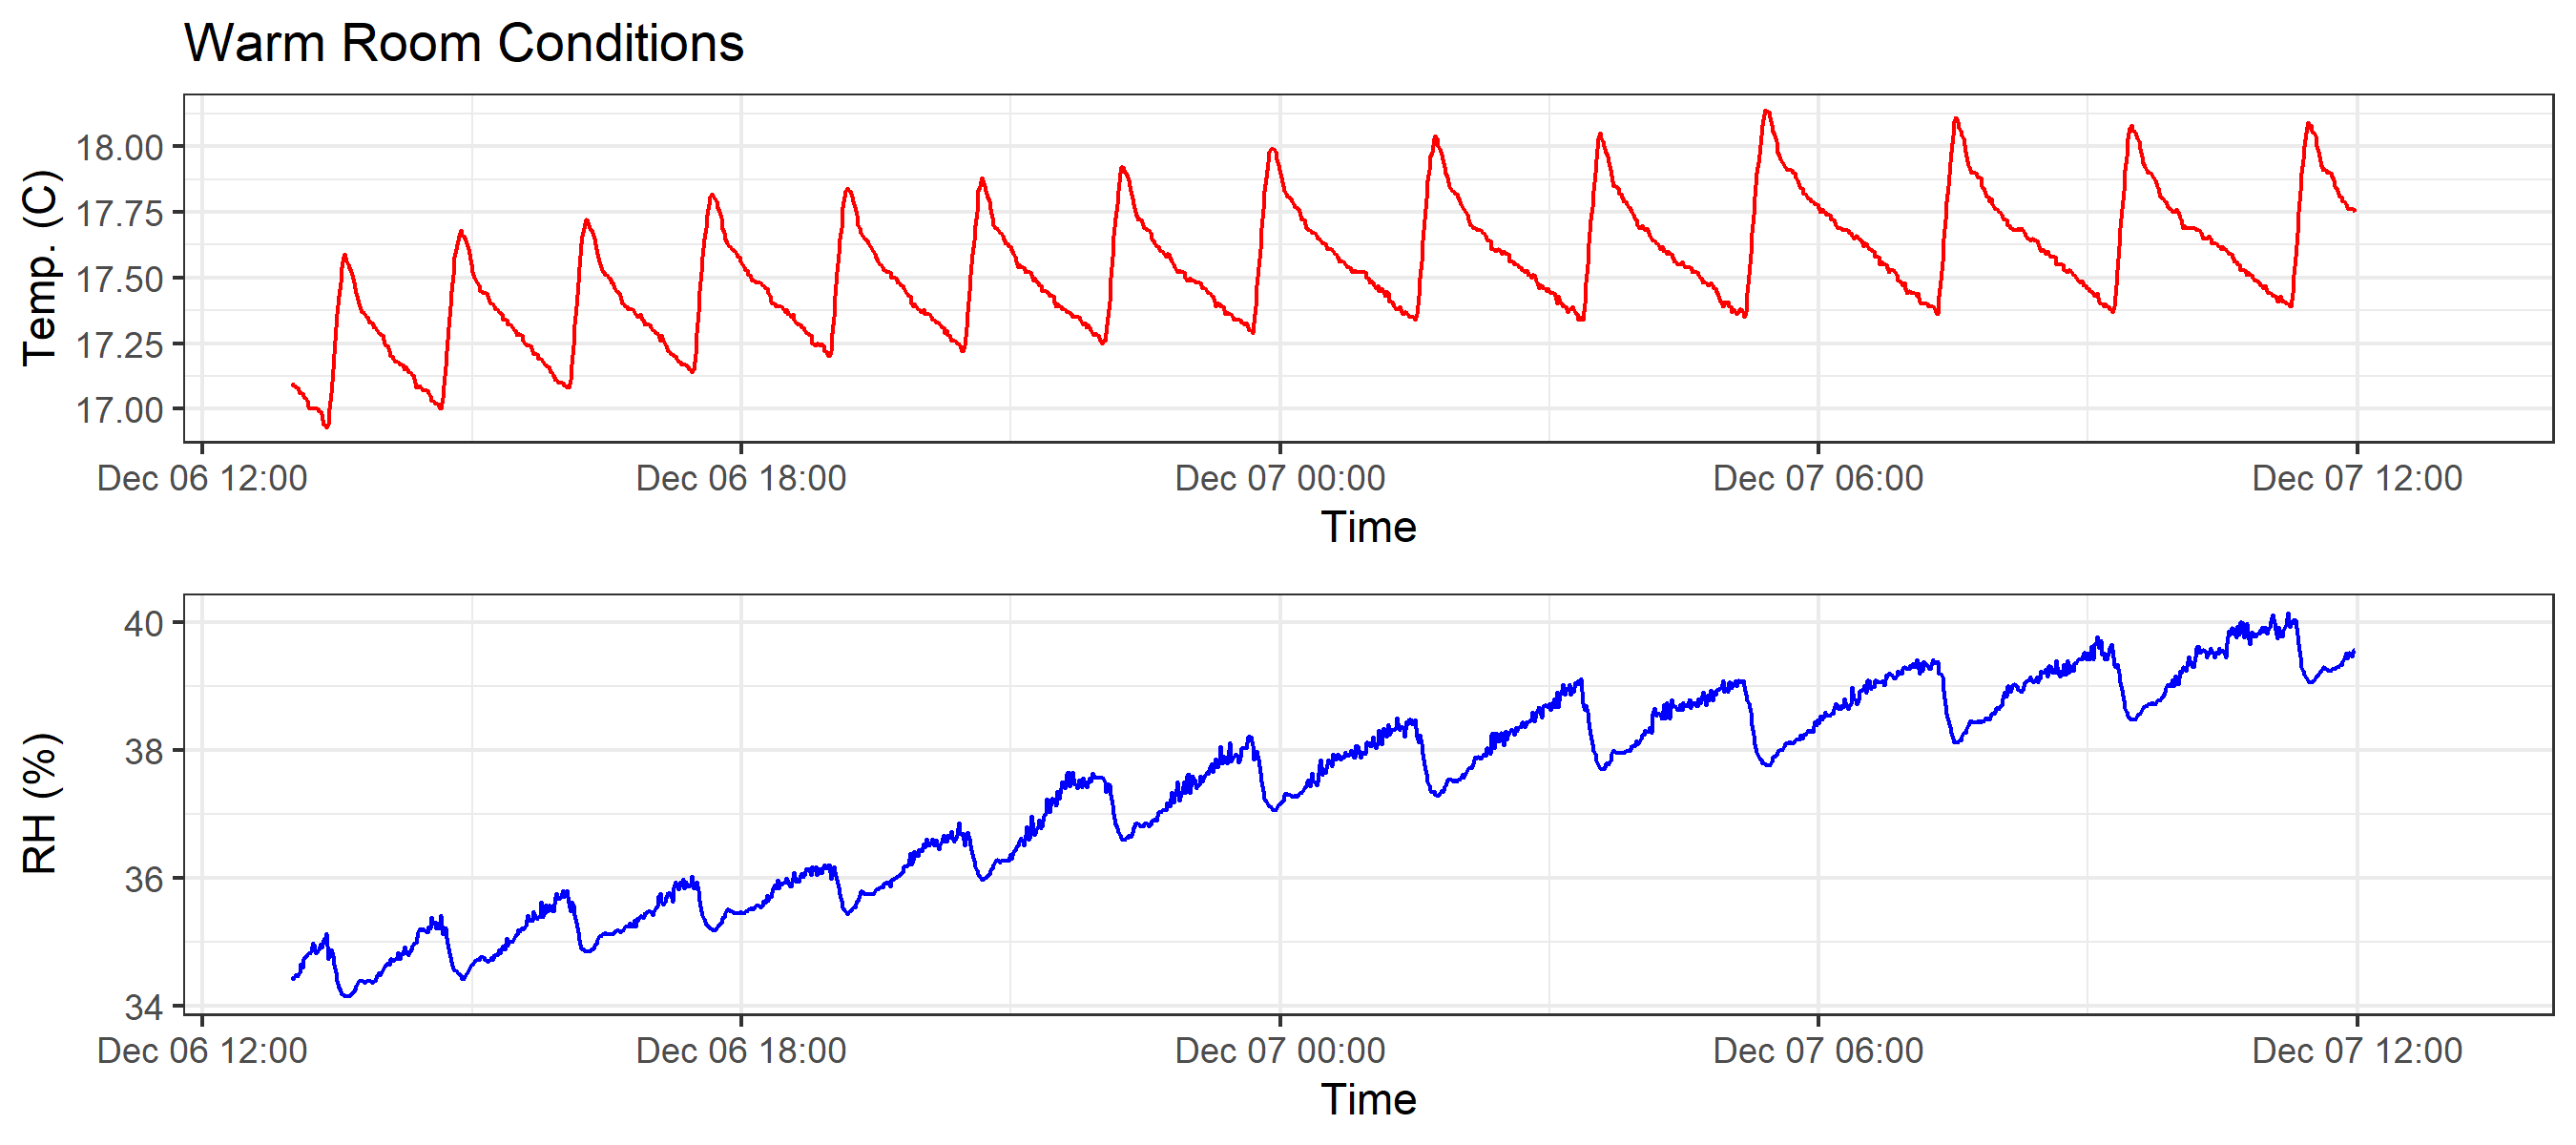 Warm Room Conditions
Temp. (C)
18.00
17.75
17.50
17.25
17.00
Dec 06 12:00 Dec 06 18:00 Dec 07 00:00 Dec 07 06:00 Dec 07 12:00
Time
RH (%)
40
38
36
34
Dec 06 12:00 Dec 06 18:00 Dec 07 00:00 Dec 07 06:00 Dec 07 12:00
Time